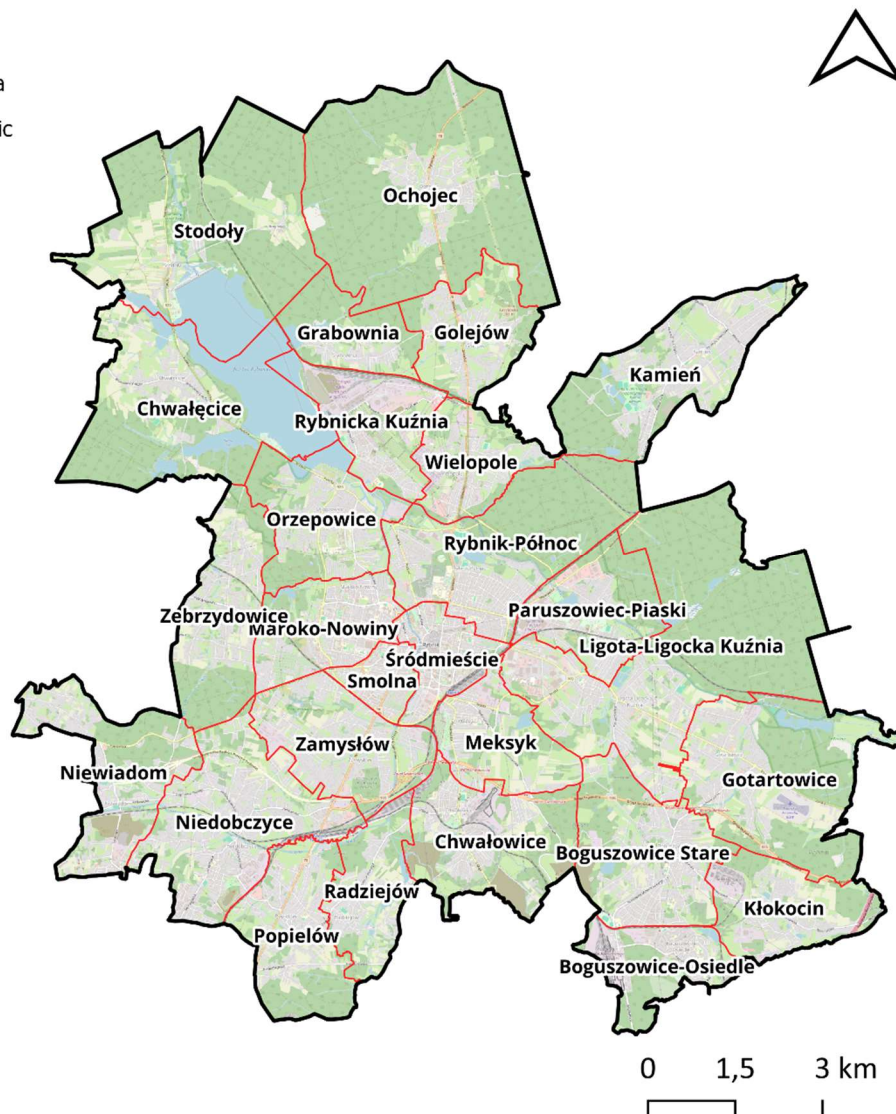 a
ic
Ochojec
Stodoły
Grabownia
Golejów
Kamień
Chwałęcice
Rybnicka Kuźnia
Wielopole
Orzepowice
Rybnik-Północ
Paruszowiec-Piaski
Zebrzydowice
Maroko-Nowiny
Ligota-Ligocka Kuźnia
Śródmieście
Smolna
Zamysłów
Meksyk
Niewiadom
Gotartowice
Niedobczyce
Chwałowice
Boguszowice Stare
Radziejów
Kłokocin
Popielów
Boguszowice-Osiedle
0 1,5 3 km